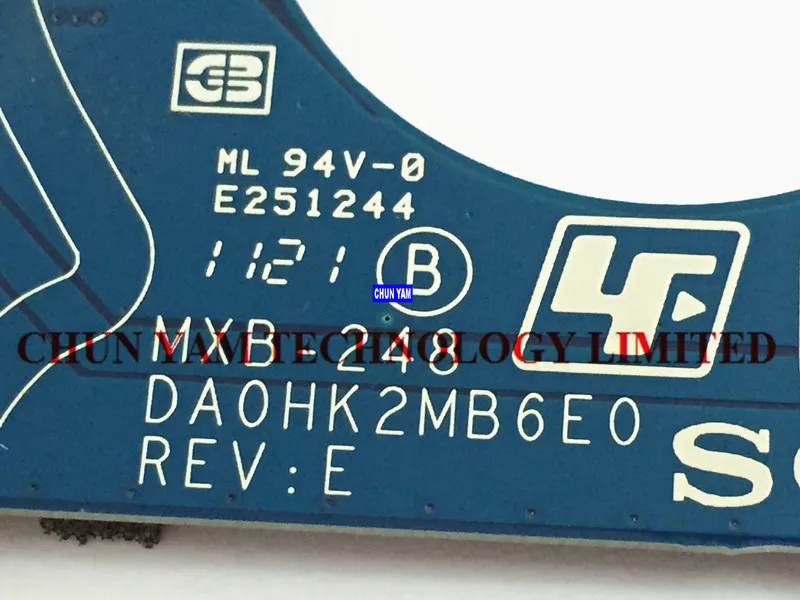 ML 94V-0
E251244
1121 B
CHUN YAM
MXB-248
CHUN YAM TECHNOLOGY LIMITED
DA0HK2MB6E0
REV:E